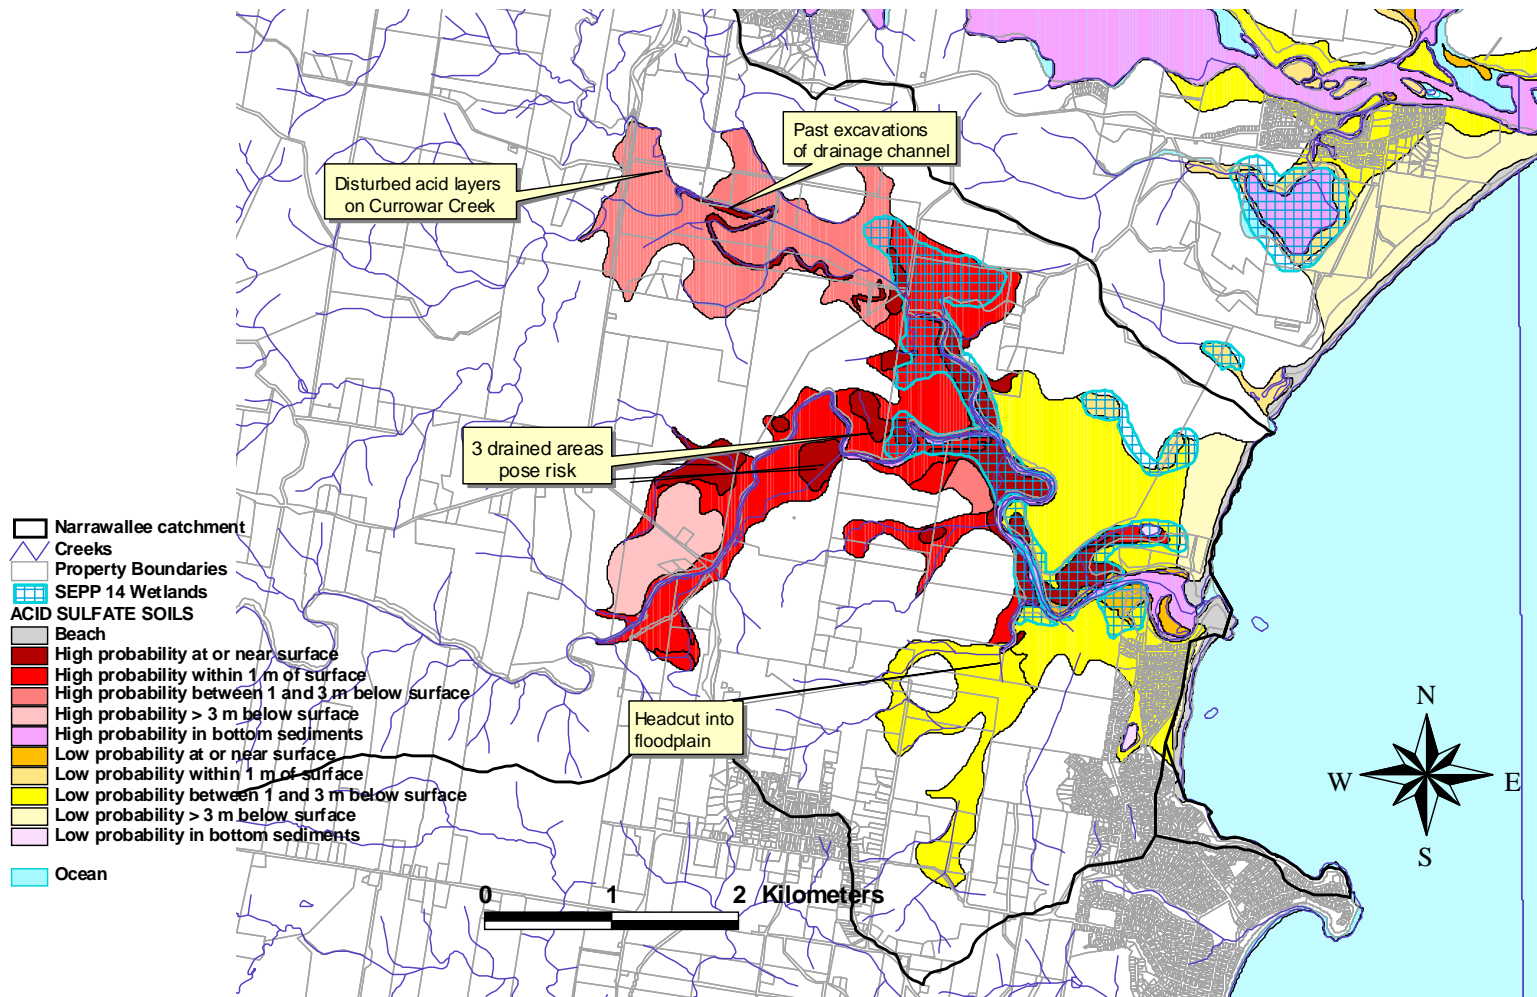 Past excavations
of drainage channel
Disturbed acid layers
on Currowar Creek
3 drained areas
pose risk
Headcut into
floodplain
Narrawallee catchment
Creeks
Property Boundaries
SEPP 14 Wetlands
ACID SULFATE SOILS
Beach
High probability at or near surface
High probability within 1 m of surface
High probability between 1 and 3 m below surface
High probability > 3 m below surface
High probability in bottom sediments
Low probability at or near surface
Low probability within 1 m of surface
Low probability between 1 and 3 m below surface
Low probability > 3 m below surface
Low probability in bottom sediments
Ocean
0 1 2 Kilometers
N
W E
S